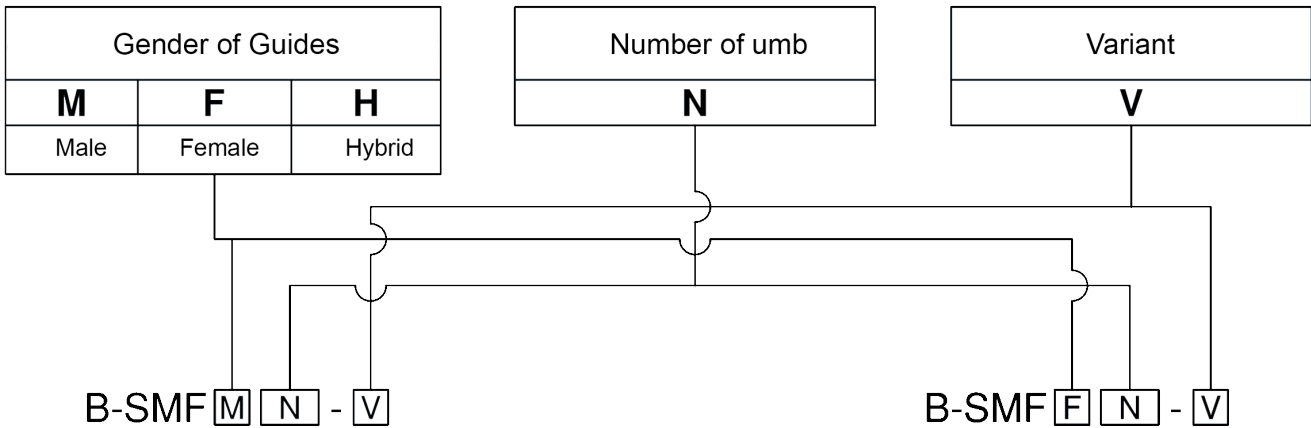 Gender of Guides
M F H
Male Female Hybrid
Number of umb
N
Variant
V
B-SMF M N - V
B-SMF F N - V